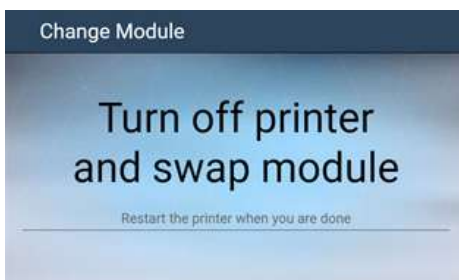 Change Module
Turn off printer
and swap module
Restart the printer when you are done